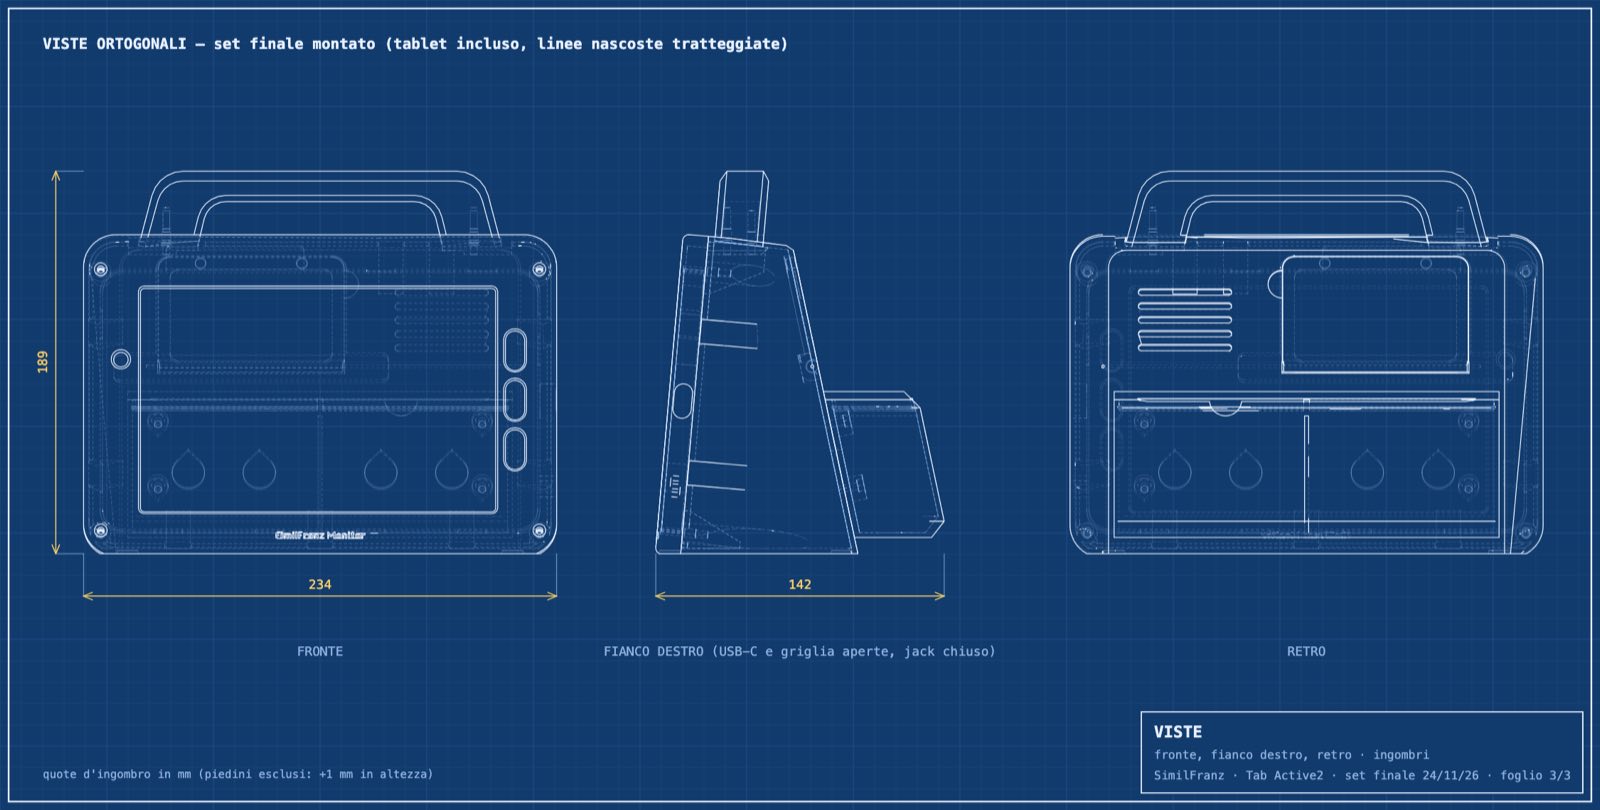 VISTE ORTOGONALI — set finale montato (tablet incluso, linee nascoste tratteggiate)
189
SimilFranz Monitor
234
142
FRONTE
FIANCO DESTRO (USB-C e griglia aperte, jack chiuso)
RETRO
VISTE
fronte, fianco destro, retro · ingombri
SimilFranz · Tab Active2 · set finale 24/11/26 · foglio 3/3
quote d'ingombro in mm (piedini esclusi: +1 mm in altezza)